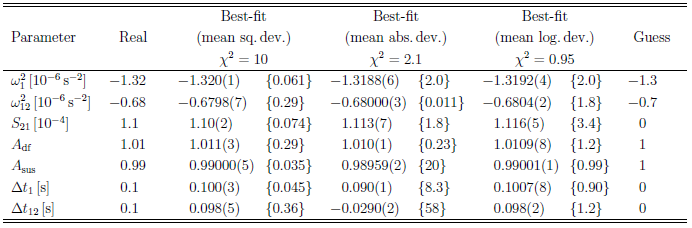 Best-fit Best-fit Best-fit
Parameter Real (mean sq. dev.) (mean abs. dev.) (mean log. dev.) Guess
χ² = 10 χ² = 2.1 χ² = 0.95
ω₁² [10⁻⁶ s⁻²] −1.32 −1.320(1) {0.061} −1.3188(6) {2.0} −1.3192(4) {2.0} −1.3
ω₁₂² [10⁻⁶ s⁻²] −0.68 −0.6798(7) {0.29} −0.68000(3) {0.011} −0.6804(2) {1.8} −0.7
S₂₁ [10⁻⁴] 1.1 1.10(2) {0.074} 1.113(7) {1.8} 1.116(5) {3.4} 0
A_df 1.01 1.011(3) {0.29} 1.010(1) {0.23} 1.0109(8) {1.2} 1
A_sus 0.99 0.99000(5) {0.035} 0.98959(2) {20} 0.99001(1) {0.99} 1
Δt₁ [s] 0.1 0.100(3) {0.045} 0.090(1) {8.3} 0.1007(8) {0.90} 0
Δt₁₂ [s] 0.1 0.098(5) {0.36} −0.0290(2) {58} 0.098(2) {1.2} 0